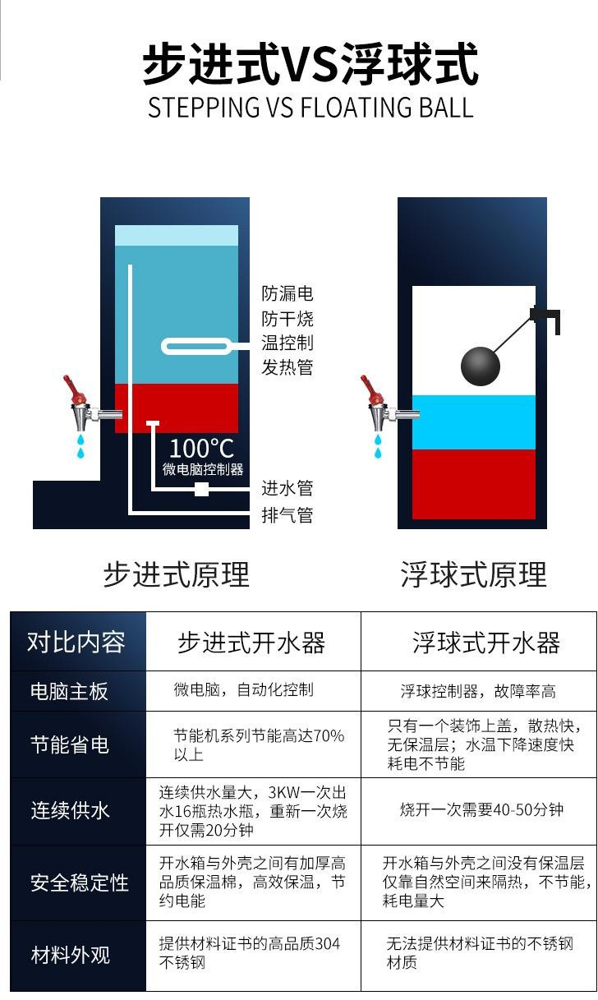 步进式VS浮球式
STEPPING VS FLOATING BALL
防漏电
防干烧
温控制
发热管
100℃
微电脑控制器
进水管
排气管
步进式原理
浮球式原理
对比内容
步进式开水器
浮球式开水器
电脑主板
微电脑，自动化控制
浮球控制器，故障率高
节能省电
节能机系列节能高达70%
以上
只有一个装饰上盖，散热快，
无保温层；水温下降速度快
耗电不节能
连续供水
连续供水量大，3KW一次出
水16瓶热水瓶，重新一次烧
开仅需20分钟
烧开一次需要40-50分钟
安全稳定性
开水箱与外壳之间有加厚高
品质保温棉，高效保温，节
约电能
开水箱与外壳之间没有保温层
仅靠自然空间来隔热，不节能，
耗电量大
材料外观
提供材料证书的高品质304
不锈钢
无法提供材料证书的不锈钢
材质